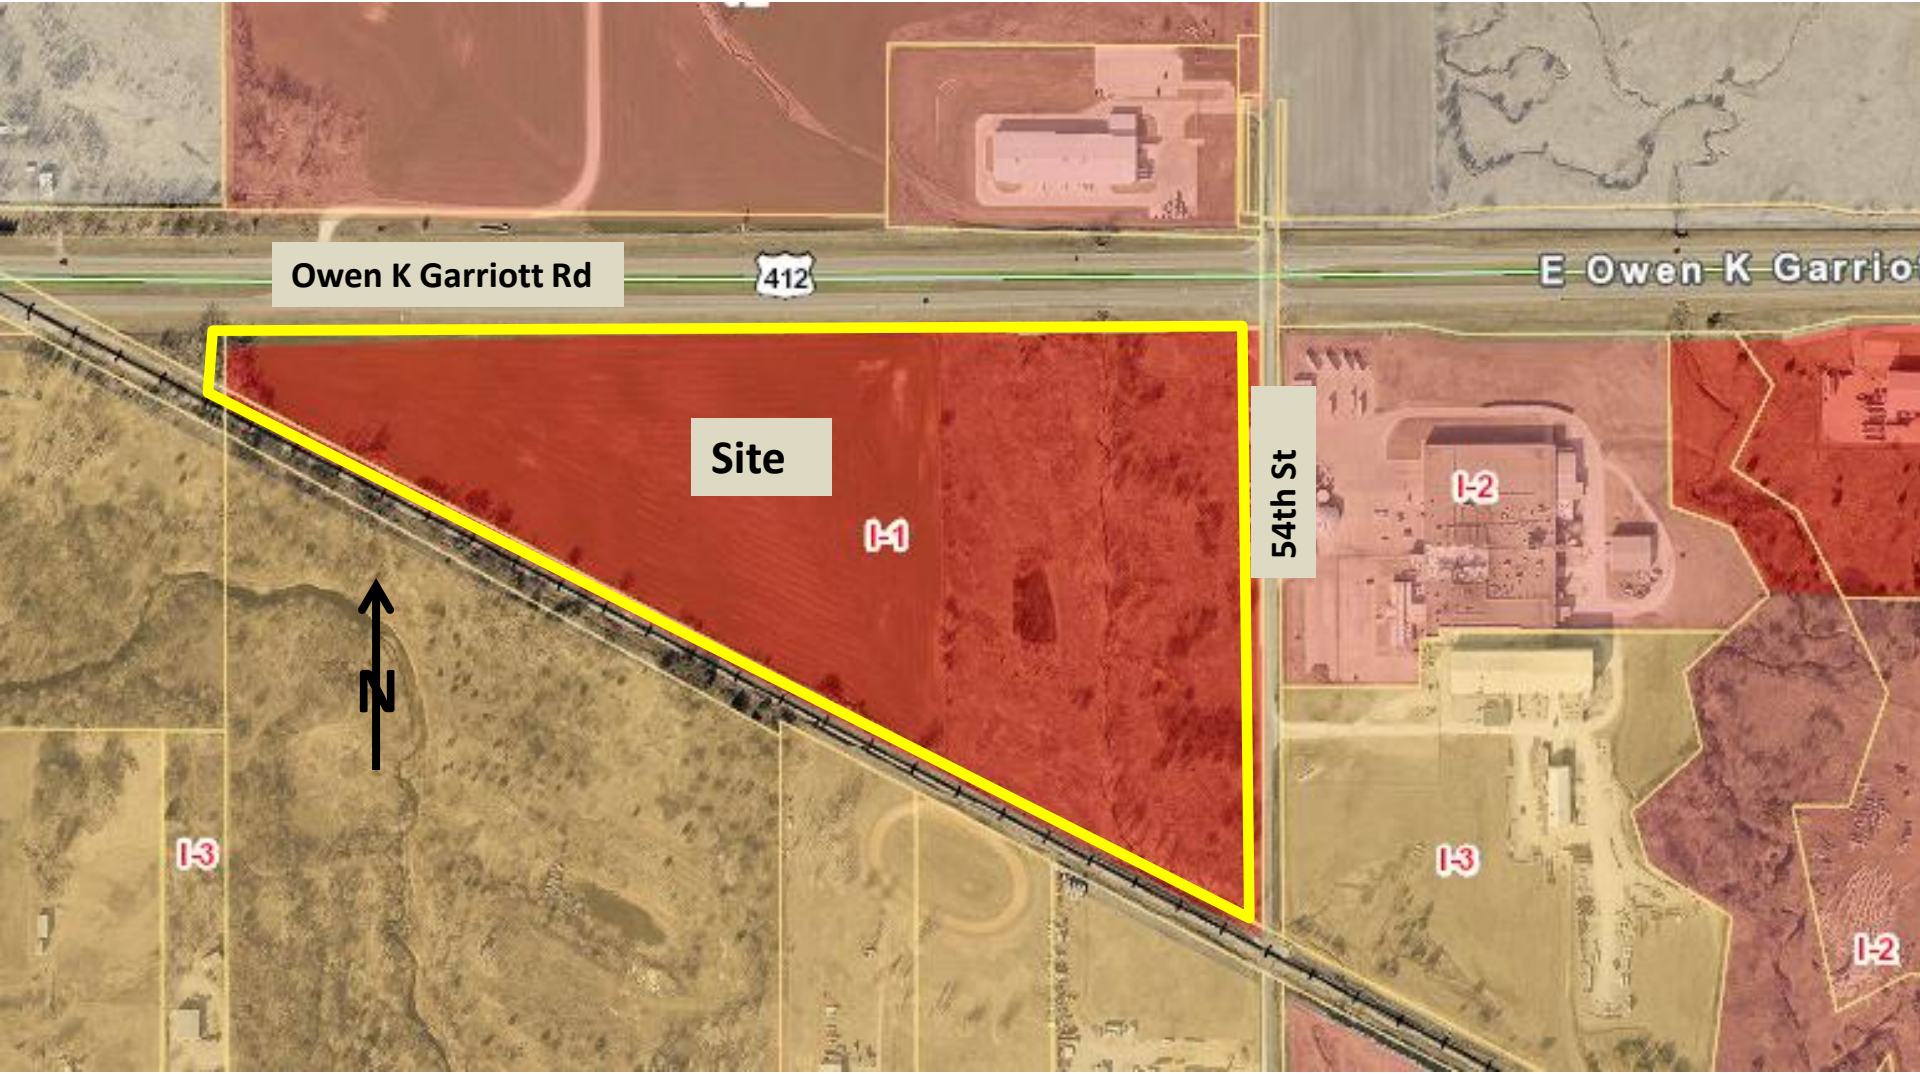 Owen K Garriott Rd
412
E Owen K Garriot
Site
54th St
I-1
I-2
N
I-3
I-3
I-2